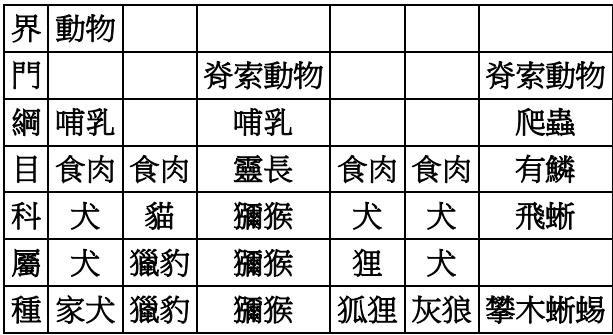 界 動物
門 脊索動物 脊索動物
綱 哺乳 哺乳 爬蟲
目 食肉 食肉 靈長 食肉 食肉 有鱗
科 犬 貓 獼猴 犬 犬 飛蜥
屬 犬 獵豹 獼猴 狸 犬
種 家犬 獵豹 獼猴 狐狸 灰狼 攀木蜥蜴